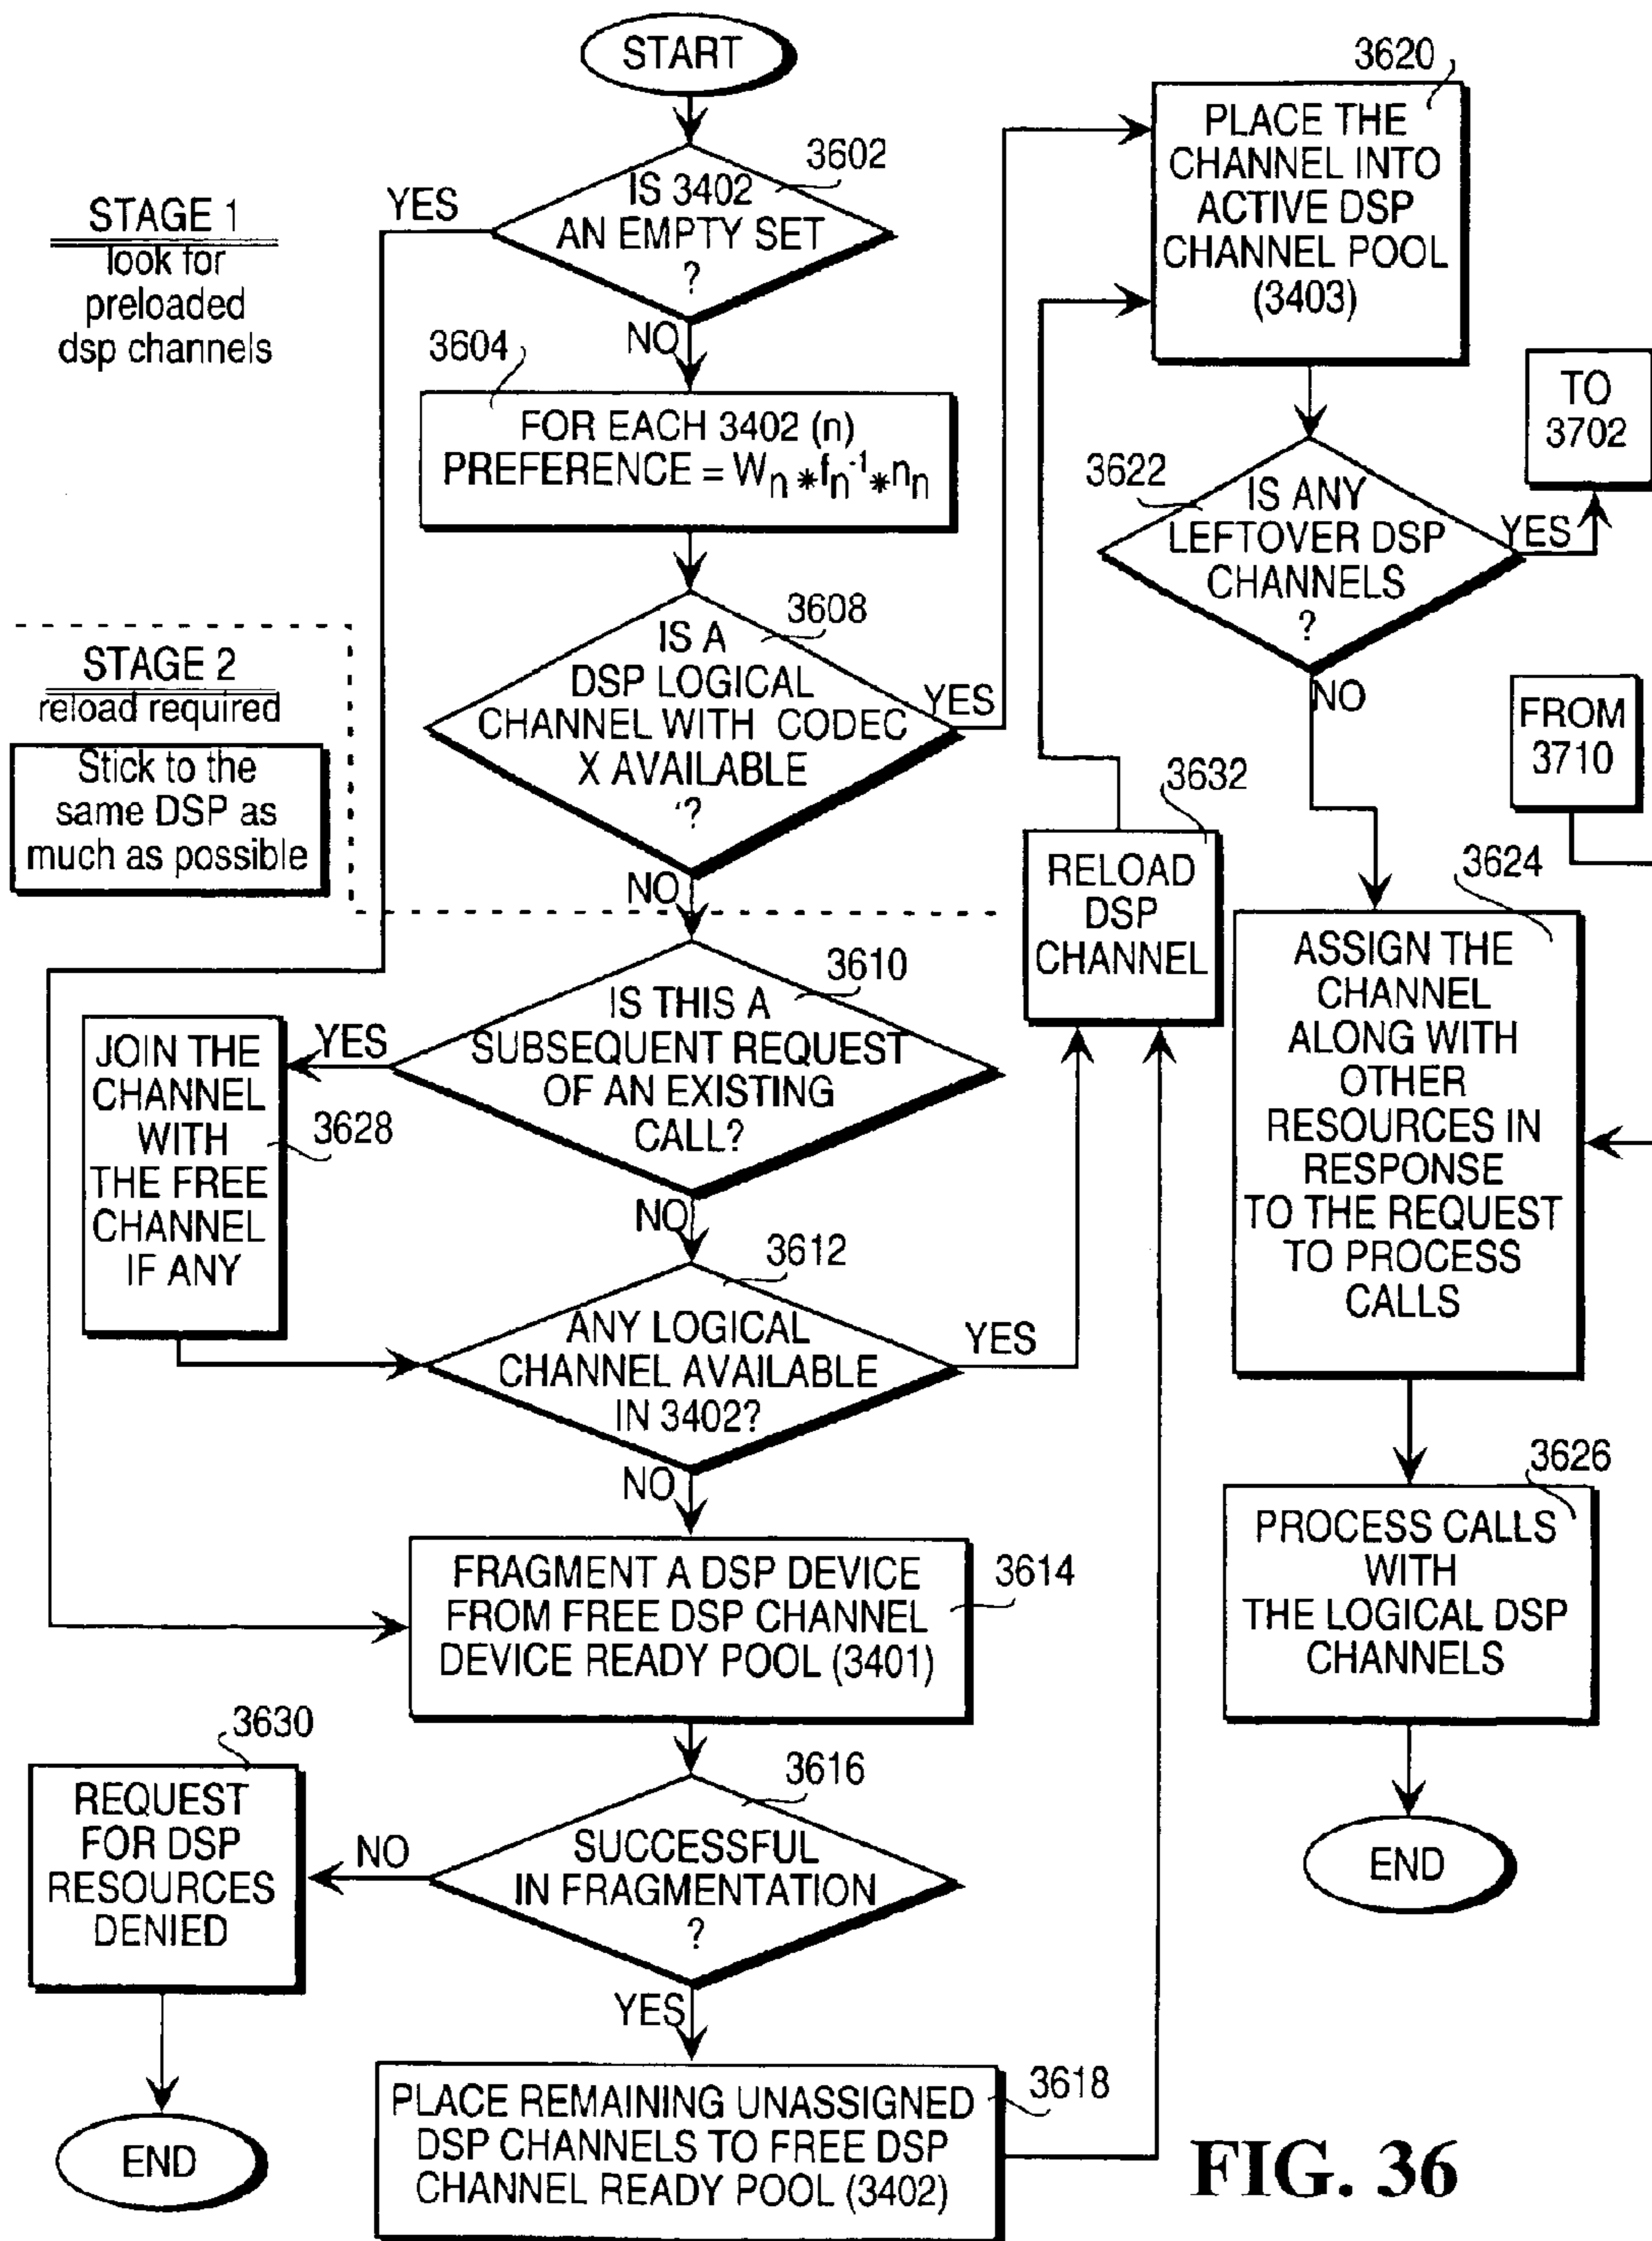 START
3602
IS 3402
AN EMPTY SET
?
YES
NO
STAGE 1
look for
preloaded
dsp channels
3604
FOR EACH 3402 (n)
PREFERENCE = Wn * fn^-1 * nn
3608
IS A
DSP LOGICAL
CHANNEL WITH CODEC
X AVAILABLE
?
YES
NO
STAGE 2
reload required
Stick to the
same DSP as
much as possible
3610
IS THIS A
SUBSEQUENT REQUEST
OF AN EXISTING
CALL?
YES
NO
JOIN THE
CHANNEL
WITH
THE FREE
CHANNEL
IF ANY
3628
3612
ANY LOGICAL
CHANNEL AVAILABLE
IN 3402?
YES
NO
3614
FRAGMENT A DSP DEVICE
FROM FREE DSP CHANNEL
DEVICE READY POOL (3401)
3616
SUCCESSFUL
IN FRAGMENTATION
?
NO
YES
3630
REQUEST
FOR DSP
RESOURCES
DENIED
END
3618
PLACE REMAINING UNASSIGNED
DSP CHANNELS TO FREE DSP
CHANNEL READY POOL (3402)
3632
RELOAD
DSP
CHANNEL
3620
PLACE THE
CHANNEL INTO
ACTIVE DSP
CHANNEL POOL
(3403)
3622
IS ANY
LEFTOVER DSP
CHANNELS
?
YES
NO
TO
3702
FROM
3710
3624
ASSIGN THE
CHANNEL
ALONG WITH
OTHER
RESOURCES IN
RESPONSE
TO THE REQUEST
TO PROCESS
CALLS
3626
PROCESS CALLS
WITH
THE LOGICAL DSP
CHANNELS
END
FIG. 36